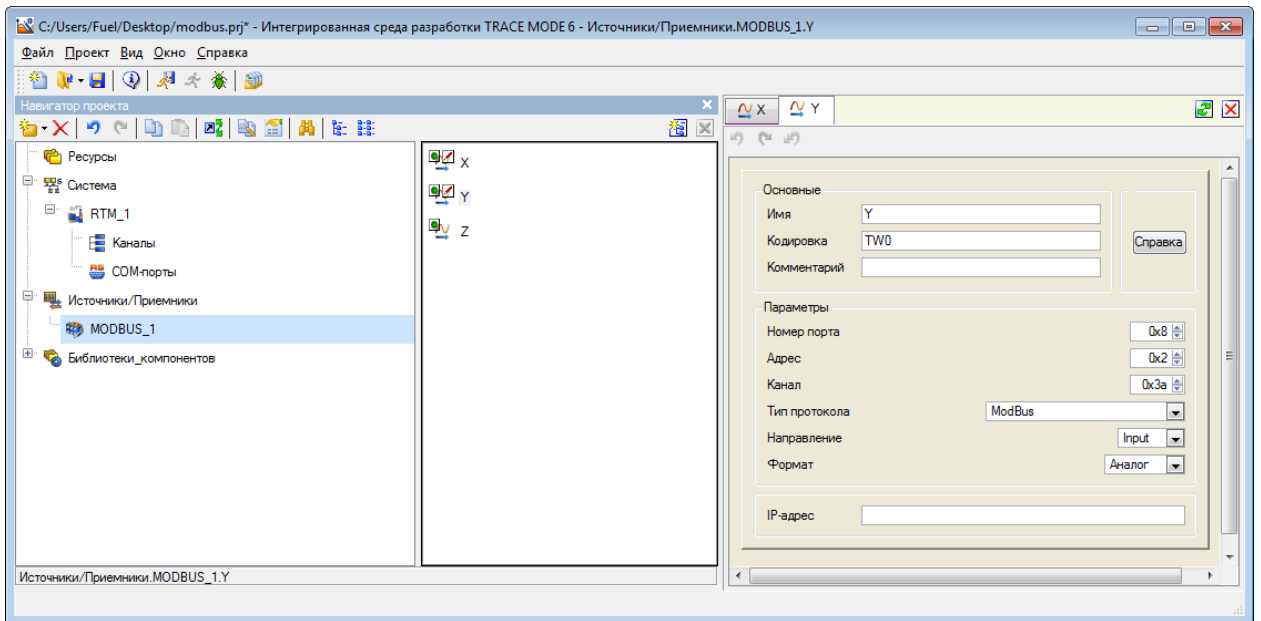 C:/Users/Fuel/Desktop/modbus.prj* - Интегрированная среда разработки TRACE MODE 6 - Источники/Приемники.MODBUS_1.Y
Файл Проект Вид Окно Справка
Навигатор проекта
Ресурсы
Система
RTM_1
Каналы
COM-порты
Источники/Приемники
MODBUS_1
Библиотеки_компонентов
X
Y
Z
Источники/Приемники.MODBUS_1.Y
X Y
Основные
Имя Y
Кодировка TW0
Комментарий
Справка
Параметры
Номер порта 0x8
Адрес 0x2
Канал 0x3a
Тип протокола ModBus
Направление Input
Формат Аналог
IP-адрес